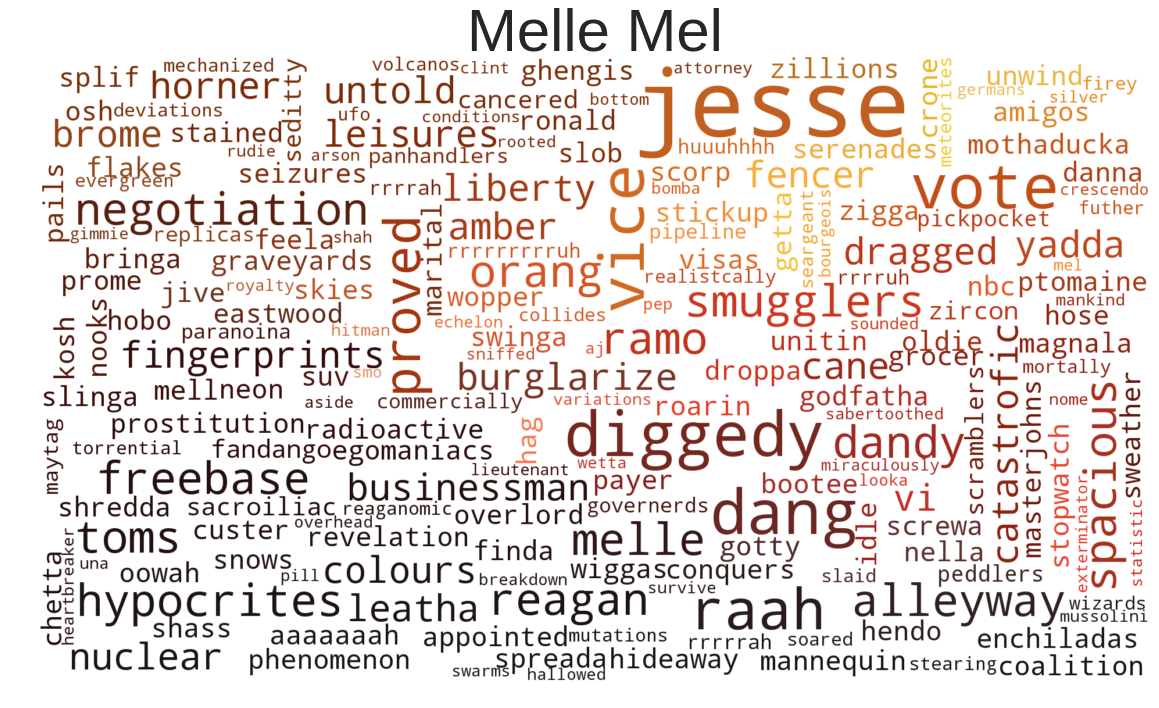 Melle Mel
mechanized volcanos clint ghengis attorney zillions crone meteorites unwind firey
splif horner seditty untold cancered bottom jesse germans silver
osh deviations ufo conditions ronald amigos
brome stained leisures rooted huuuhhhh serenades mothaducka
rudie arson panhandlers slob
flakes seizures rrrrah liberty scorp fencer vote danna
pails evergreen bomba crescendo
negotiation marital amber vice stickup getta seargeant bourgeois zigga pickpocket futher
gimmie replicas feela shah proved rrrrrrrrruh pipeline dragged yadda
bringa graveyards orang visas mel
prome jive royalty skies wopper realistcally rrrruh nbc ptomaine
kosh nooks hobo eastwood collides pep smugglers zircon mankind hose
paranoina hitman echelon swinga ramo sounded unitin oldie magnala
fingerprints sniffed aj grocer catastrofic
slinga mellneon suv smo burglarize droppa cane mortally
aside commercially variations roarin godfatha scramblers masterjohns nome spacious sweather
maytag prostitution radioactive hag diggedy sabertoothed dandy stopwatch
torrential fandangoegomaniacs lieutenant wetta miraculously
freebase businessman payer bootee looka vi
shredda sacroiliac reaganomic overlord governerds dang idle exterminator statistic
toms custer overhead revelation finda melle gotty screwa
chetta heartbreaker una oowah snows pill colours breakdown wiggas conquers slaid nella peddlers
hypocrites leatha reagan survive raah alleyway wizards
shass aaaaaaah appointed mutations rrrrrah soared hendo mussolini enchiladas
nuclear phenomenon swarms spreada hallowed hideaway mannequin stearing coalition